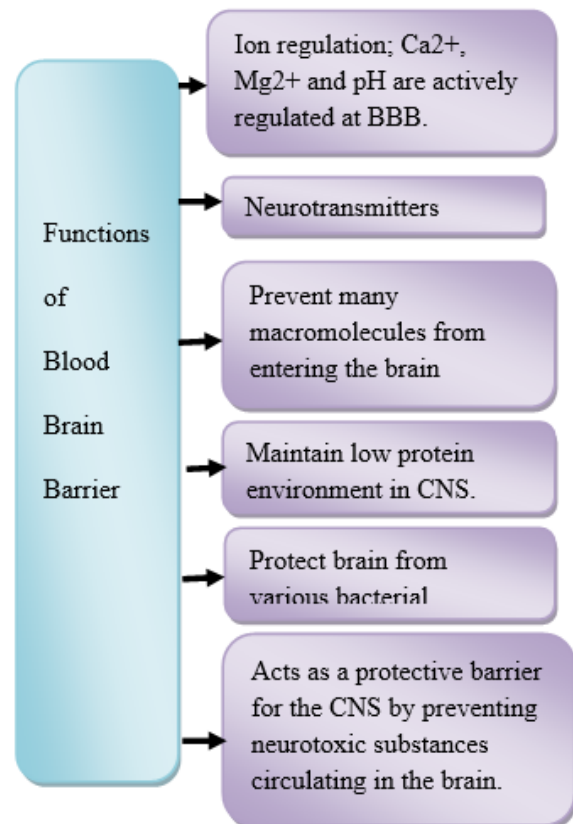 Functions
of
Blood
Brain
Barrier
Ion regulation; Ca2+,
Mg2+ and pH are actively
regulated at BBB.
Neurotransmitters
Prevent many
macromolecules from
entering the brain
Maintain low protein
environment in CNS.
Protect brain from
various bacterial
Acts as a protective barrier
for the CNS by preventing
neurotoxic substances
circulating in the brain.